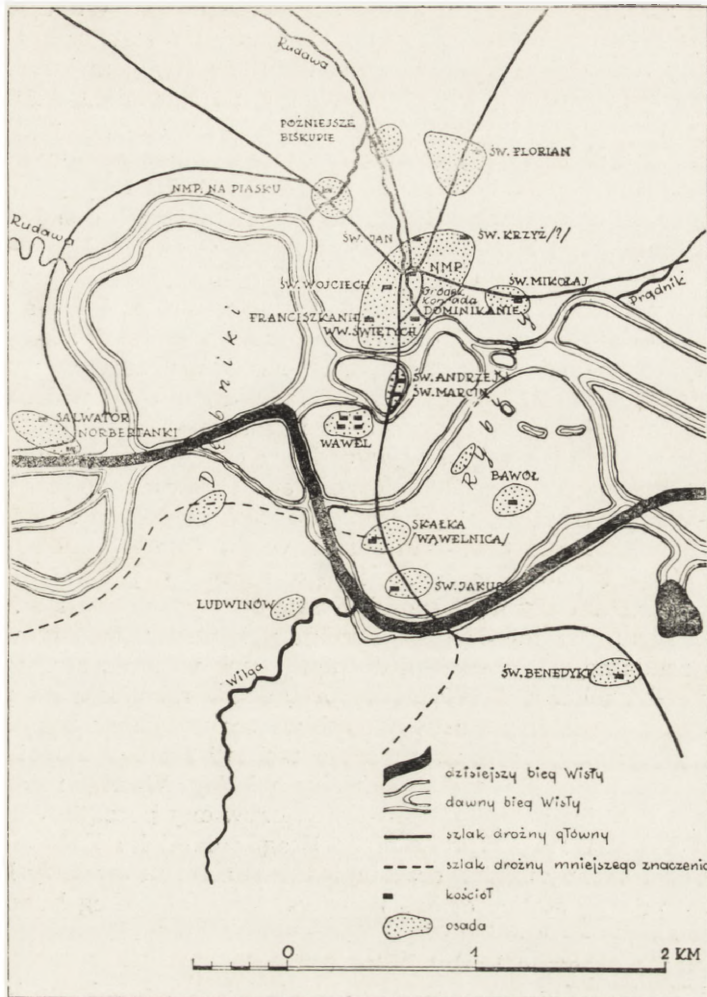 Rudawa
PÓŹNIEJSZE
BISKUPIE
ŚW. FLORIAN
NMP. NA PIASKU
Rudawa
ŚW. JAN
ŚW. KRZYŻ/?/
NMP.
ŚW. WOJCIECH
Gródek
Konrada
ŚW. MIKOŁAJ
Prądnik
FRANCISZKANIE
DOMINIKANIE
WW. ŚWIĘTYCH
Dębniki
ŚW. ANDRZEJ
ŚW. MARCIN
SALWATOR
NORBERTANKI
WAWEL
BAWÓŁ
SKAŁKA
/WĄWELNICA/
ŚW. JAKUB
LUDWINÓW
Wilga
ŚW. BENEDYKT
dzisiejszy bieg Wisły
dawny bieg Wisły
szlak drożny główny
szlak drożny mniejszego znaczenia
kościół
osada
0 1 2 KM